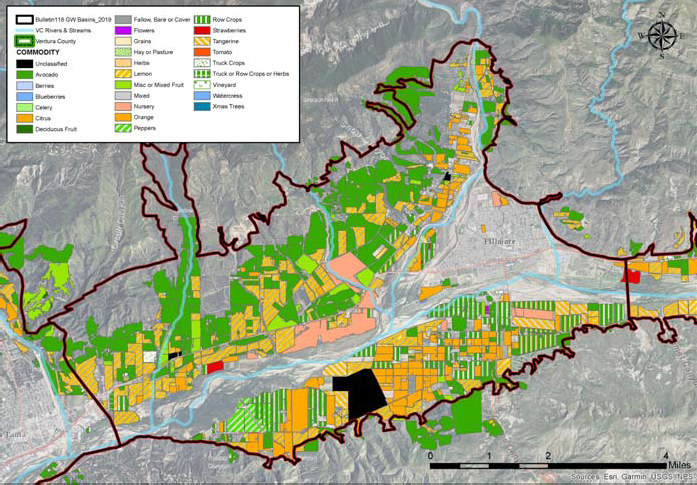 Bulletin118 GW Basins_2019
VC Rivers & Streams
Ventura County
COMMODITY
Unclassified
Avocado
Berries
Blueberries
Celery
Citrus
Deciduous Fruit
Fallow, Bare or Cover
Flowers
Grains
Hay or Pasture
Herbs
Lemon
Misc or Mixed Fruit
Mixed
Nursery
Orange
Peppers
Row Crops
Strawberries
Tangerine
Tomato
Truck Crops
Truck or Row Crops or Herbs
Vineyard
Watercress
Xmas Trees
N
W
E
S
Fillmore
Paula
0
1
2
4
Miles
Sources: Esri, Garmin, USGS, NPS